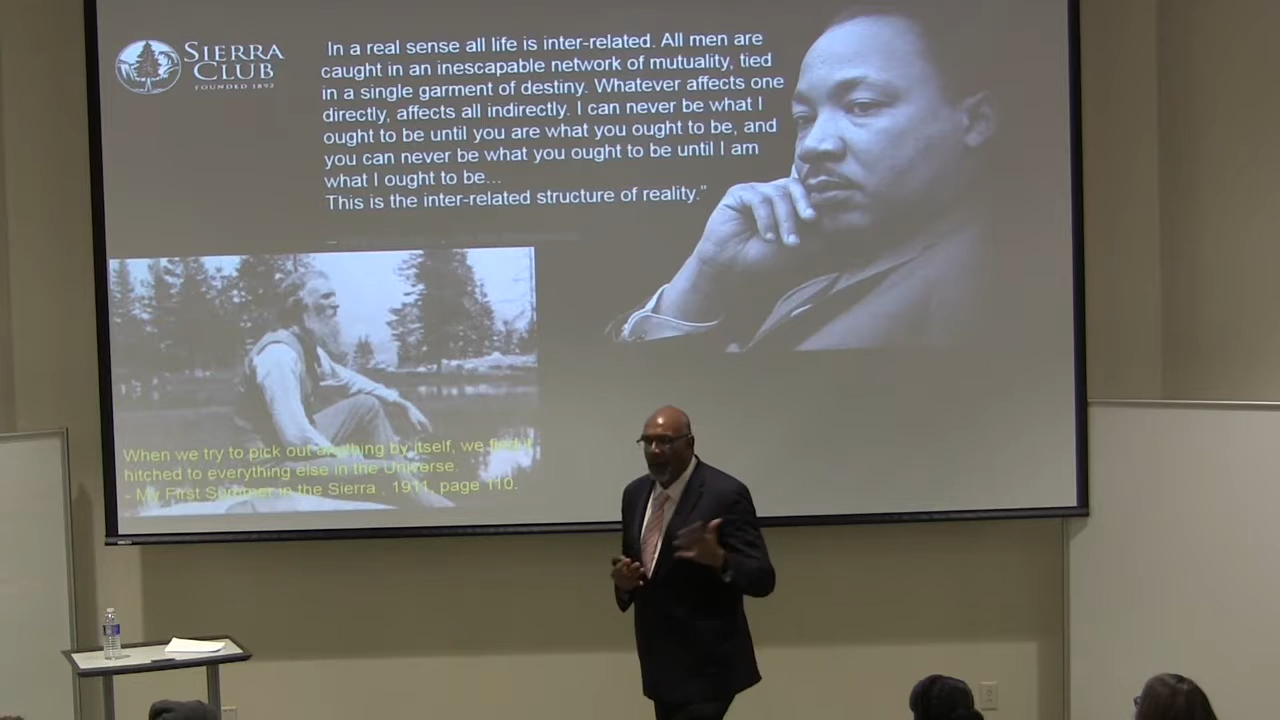 SIERRA
CLUB
FOUNDED 1892
In a real sense all life is inter-related. All men are
caught in an inescapable network of mutuality, tied
in a single garment of destiny. Whatever affects one
directly, affects all indirectly. I can never be what I
ought to be until you are what you ought to be, and
you can never be what you ought to be until I am
what I ought to be...
This is the inter-related structure of reality."
When we try to pick out anything by itself, we find it
hitched to everything else in the Universe.
- My First Summer in the Sierra , 1911, page 110.